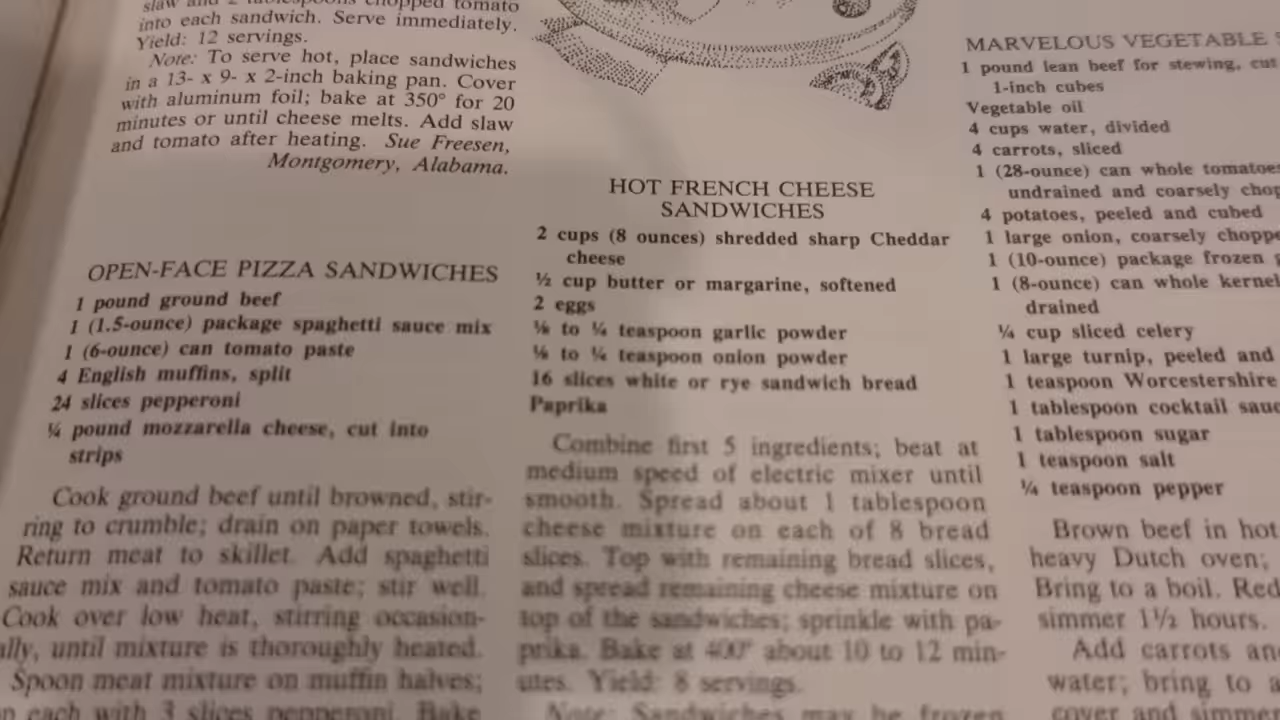 slaw and 2 tablespoons chopped tomato
into each sandwich. Serve immediately.
Yield: 12 servings.
Note: To serve hot, place sandwiches
in a 13- x 9- x 2-inch baking pan. Cover
with aluminum foil; bake at 350° for 20
minutes or until cheese melts. Add slaw
and tomato after heating. Sue Freesen,
Montgomery, Alabama.
OPEN-FACE PIZZA SANDWICHES
1 pound ground beef
1 (1.5-ounce) package spaghetti sauce mix
1 (6-ounce) can tomato paste
4 English muffins, split
24 slices pepperoni
¼ pound mozzarella cheese, cut into
strips
Cook ground beef until browned, stir-
ring to crumble; drain on paper towels.
Return meat to skillet. Add spaghetti
sauce mix and tomato paste; stir well.
Cook over low heat, stirring occasion-
ally, until mixture is thoroughly heated.
Spoon meat mixture on muffin halves;
each with 3 slices pepperoni. Bake
HOT FRENCH CHEESE
SANDWICHES
2 cups (8 ounces) shredded sharp Cheddar
cheese
½ cup butter or margarine, softened
2 eggs
⅛ to ¼ teaspoon garlic powder
⅛ to ¼ teaspoon onion powder
16 slices white or rye sandwich bread
Paprika
Combine first 5 ingredients; beat at
medium speed of electric mixer until
smooth. Spread about 1 tablespoon
cheese mixture on each of 8 bread
slices. Top with remaining bread slices,
and spread remaining cheese mixture on
top of the sandwiches; sprinkle with pa-
prika. Bake at 400° about 10 to 12 min-
utes. Yield: 8 servings.
Note: Sandwiches may be frozen
MARVELOUS VEGETABLE
1 pound lean beef for stewing, cut
1-inch cubes
Vegetable oil
4 cups water, divided
4 carrots, sliced
1 (28-ounce) can whole tomatoes
undrained and coarsely chop
4 potatoes, peeled and cubed
1 large onion, coarsely choppe
1 (10-ounce) package frozen
1 (8-ounce) can whole kernel
drained
¼ cup sliced celery
1 large turnip, peeled and
1 teaspoon Worcestershire
1 tablespoon cocktail sauc
1 tablespoon sugar
1 teaspoon salt
¼ teaspoon pepper
Brown beef in hot
heavy Dutch oven;
Bring to a boil. Red
simmer 1½ hours.
Add carrots an
water; bring to a
cover and simmer